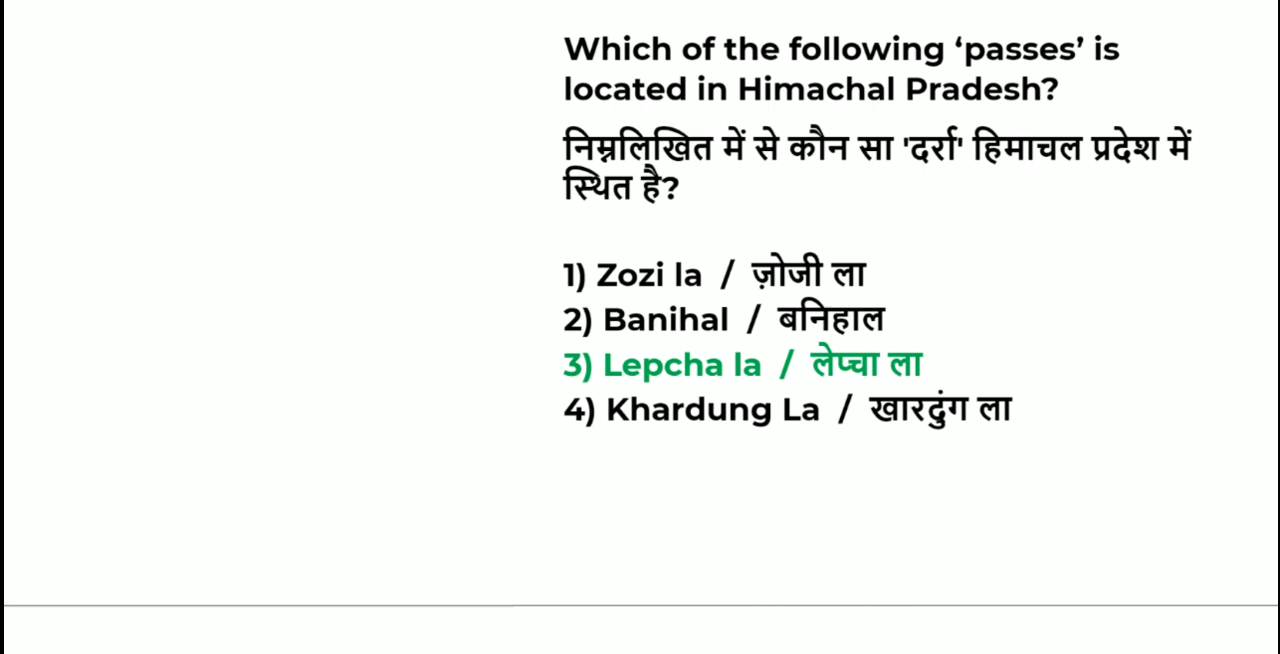 Which of the following ‘passes’ is
located in Himachal Pradesh?
निम्नलिखित में से कौन सा 'दर्रा' हिमाचल प्रदेश में
स्थित है?
1) Zozi la / ज़ोजी ला
2) Banihal / बनिहाल
3) Lepcha la / लेप्चा ला
4) Khardung La / खारदुंग ला